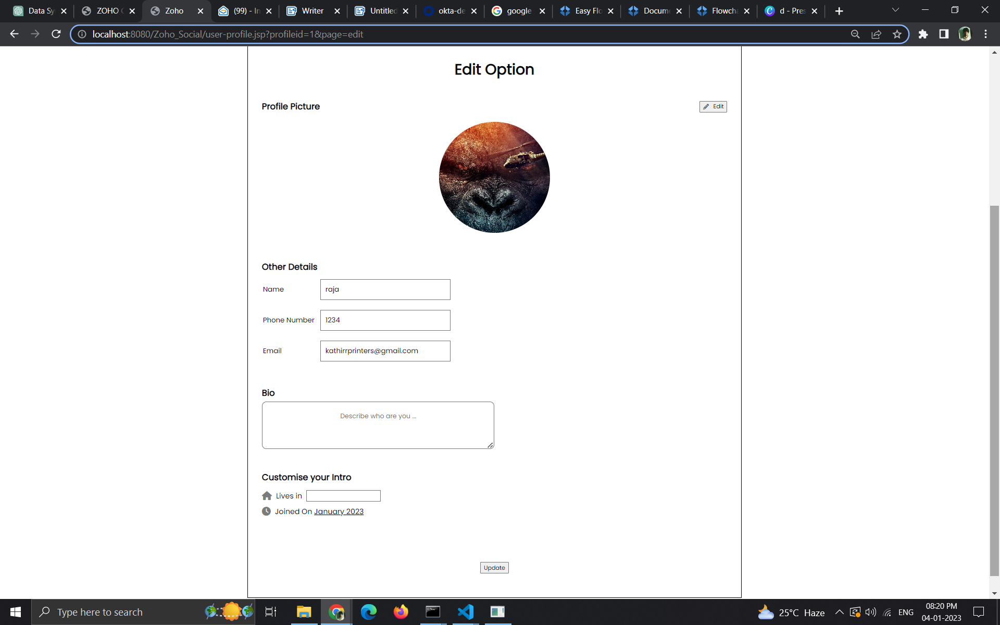 Data Sy
ZOHO
Zoho
(99) - In
Writer
Untitled
okta-de
google
Easy Flo
Docume
Flowcha
d - Pres
localhost:8080/Zoho_Social/user-profile.jsp?profileid=1&page=edit
Edit Option
Profile Picture
Edit
Other Details
Name
raja
Phone Number
1234
Email
kathirrprinters@gmail.com
Bio
Describe who are you ...
Customise your Intro
Lives in
Joined On January 2023
Update
Type here to search
25°C Haze
ENG
08:20 PM
04-01-2023